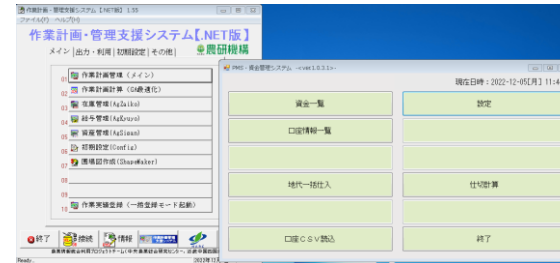 作業計画・管理支援システム【.NET版】 1.55
ファイル(F) ヘルプ(H)
作業計画・管理支援システム【.NET版】
メイン 出力・利用 初期設定 その他
農研機構
01 作業計画管理 (メイン)
02 作業計画計算 (GA最適化)
03 在庫管理(AgZaiko)
04 給与管理(AgKyuyo)
05 資産管理(AgSisan)
06 初期設定(Config)
07 圃場図作成(ShareMaker)
08
09
10 作業実績登録 (一括登録モード起動)
終了
接続
情報
Ready..
FMS - 資金管理システム -<ver1.0.3.1>-
現在日時:2022-12-05[月] 11:4
資金一覧
設定
口座情報一覧
地代一括仕入
仕切計算
口座CSV読込
終了